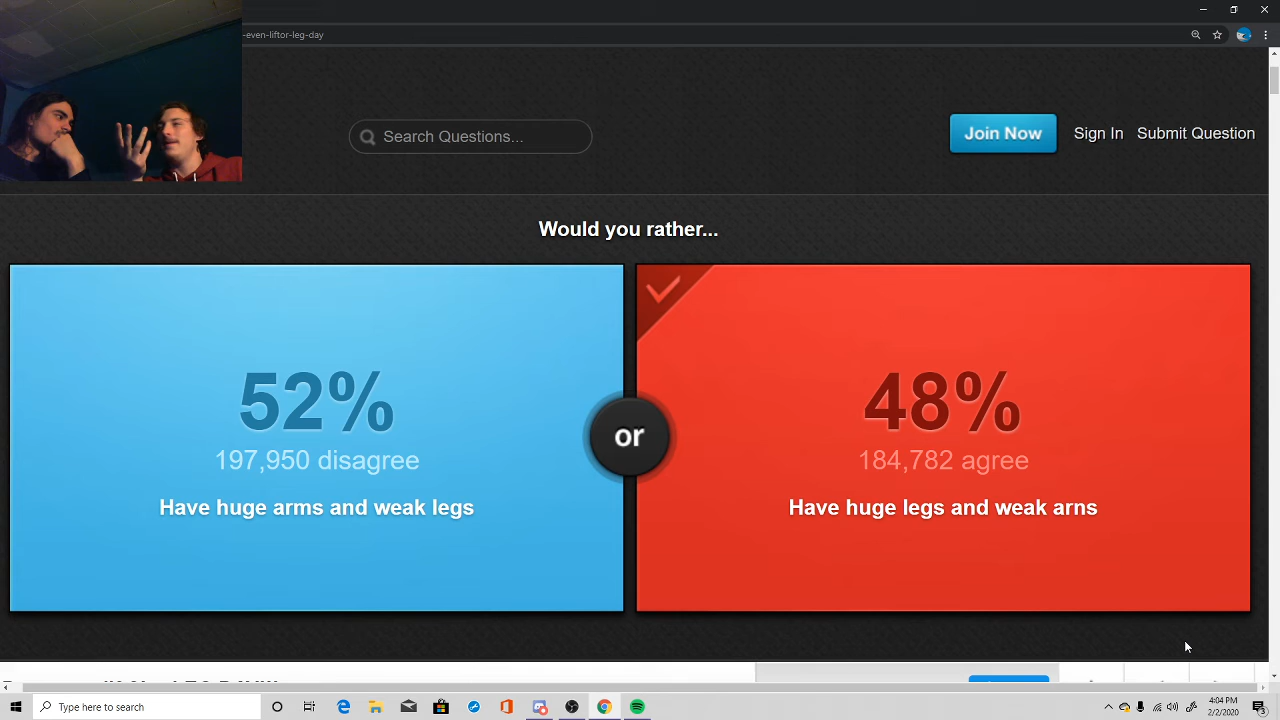 -even-liftor-leg-day
Search Questions...
Join Now
Sign In
Submit Question
Would you rather...
52%
197,950 disagree
Have huge arms and weak legs
or
48%
184,782 agree
Have huge legs and weak arns
Type here to search
4:04 PM
2/2/2020